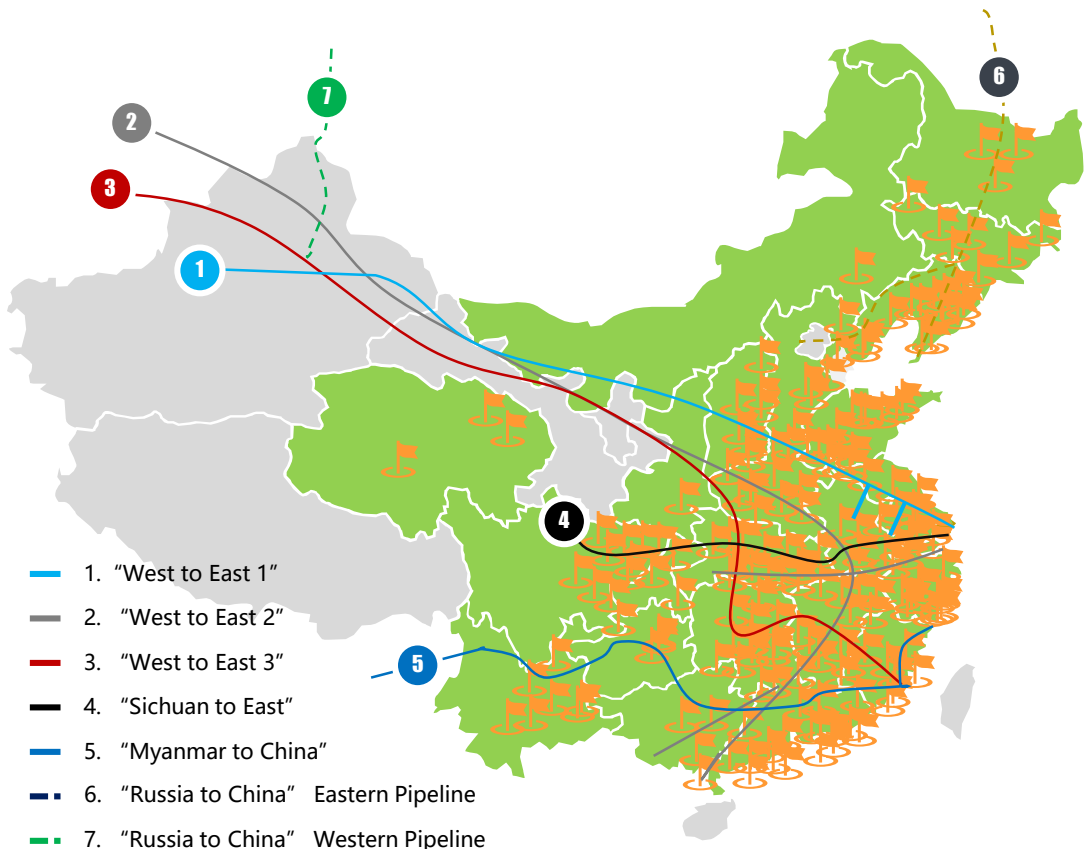 6
7
2
3
1
4
5
1. “West to East 1”
2. “West to East 2”
3. “West to East 3”
4. “Sichuan to East”
5. “Myanmar to China”
6. “Russia to China” Eastern Pipeline
7. “Russia to China” Western Pipeline